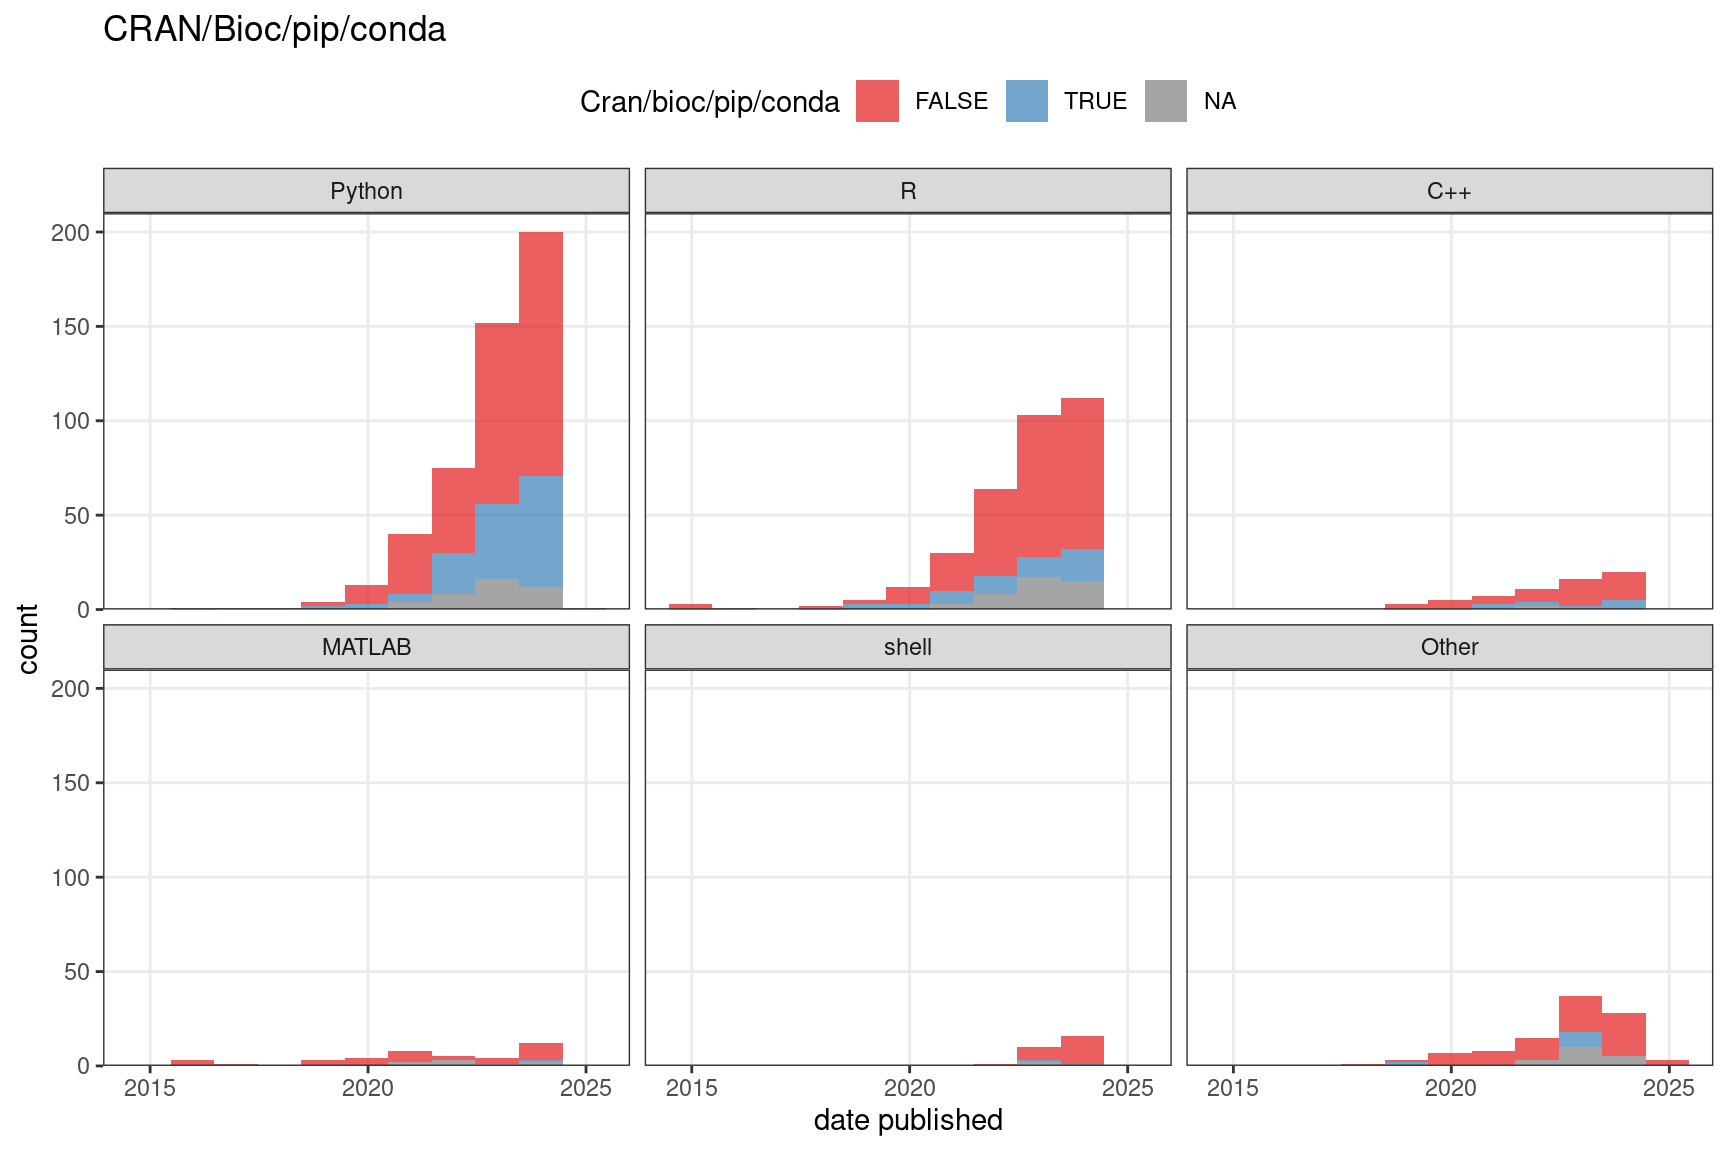 CRAN/Bioc/pip/conda
Cran/bioc/pip/conda FALSE TRUE NA
Python R C++
200
150
100
50
0
count
MATLAB shell Other
200
150
100
50
0
2015 2020 2025 2015 2020 2025 2015 2020 2025
date published